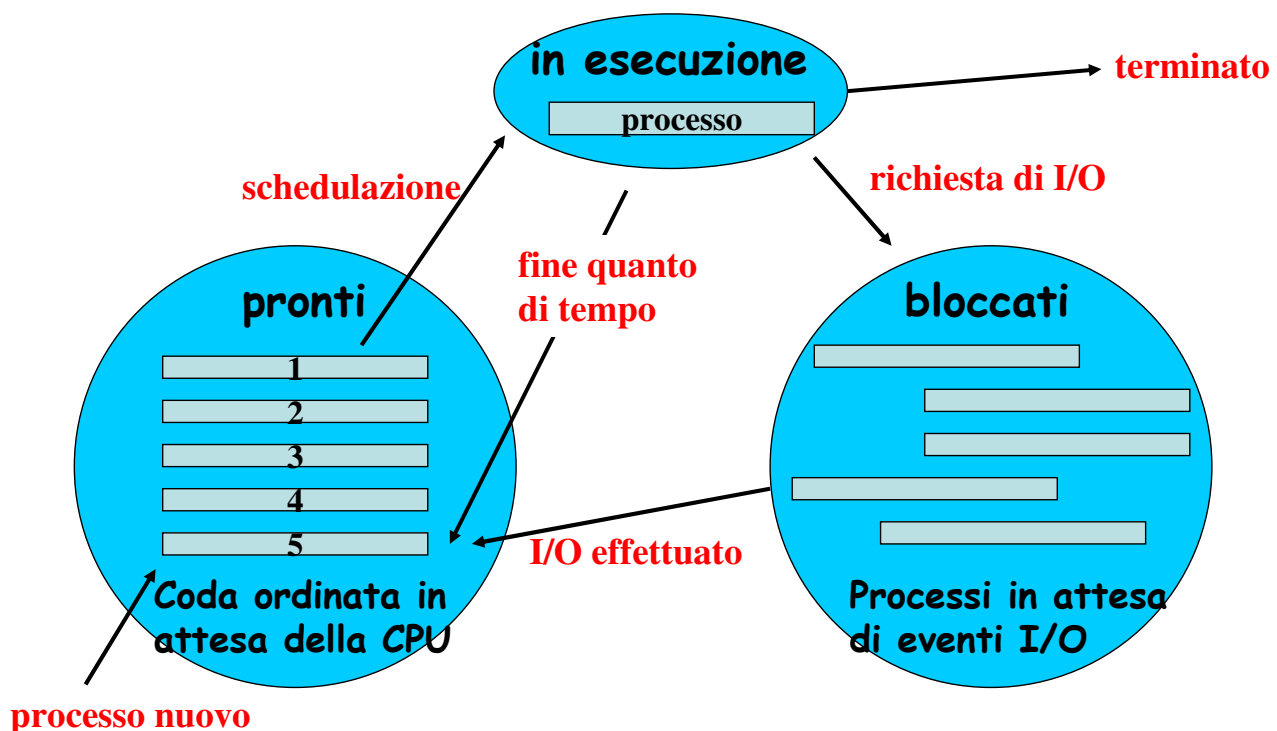 in esecuzione
processo
terminato
schedulazione
richiesta di I/O
fine quanto
di tempo
pronti
1
2
3
4
5
Coda ordinata in
attesa della CPU
processo nuovo
bloccati
I/O effettuato
Processi in attesa
di eventi I/O